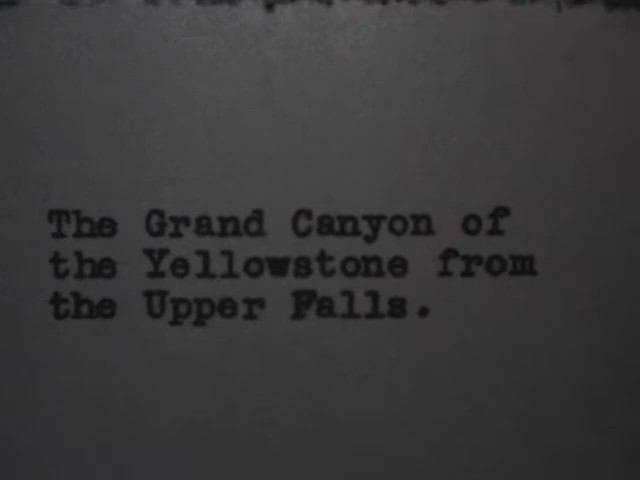 The Grand Canyon of
the Yellowstone from
the Upper Falls.